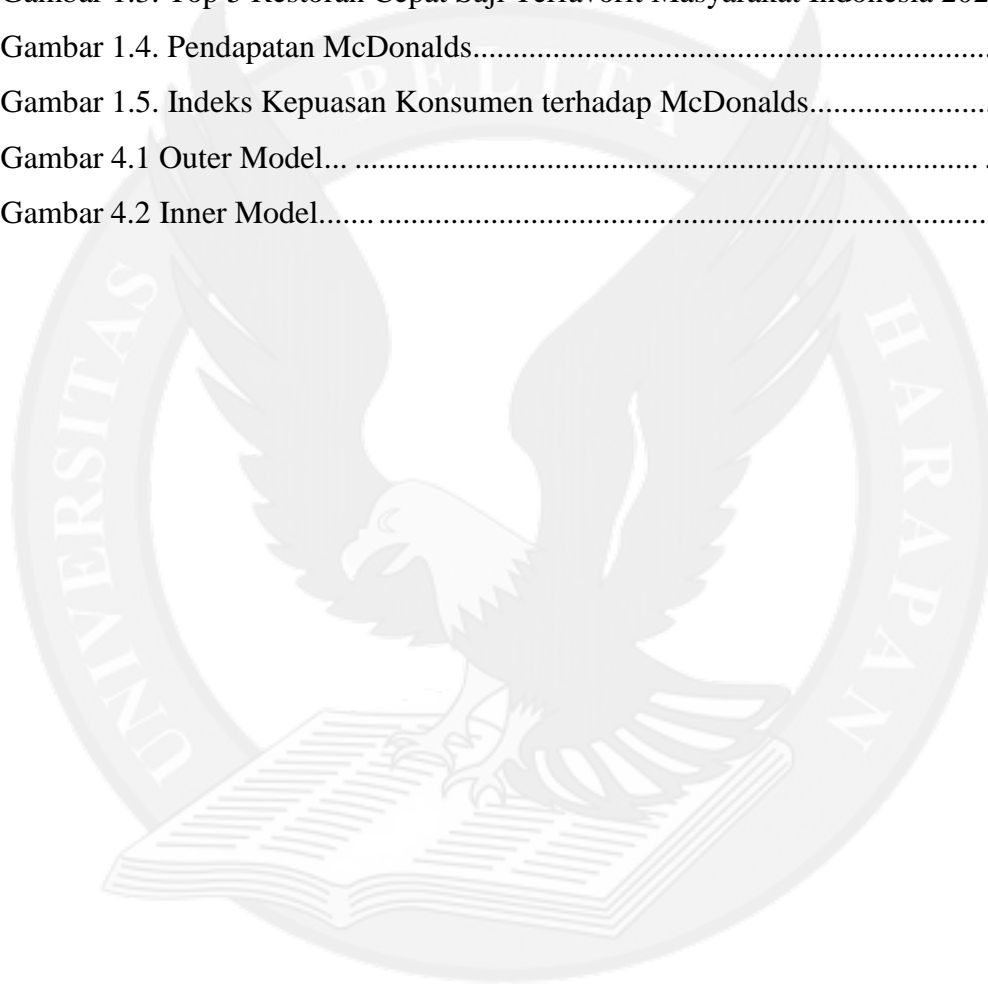 Gambar 1.3. Top 5 Restoran Cepat Saji Terfavorit Masyarakat Indonesia 202
Gambar 1.4. Pendapatan McDonalds..............................................................................
Gambar 1.5. Indeks Kepuasan Konsumen terhadap McDonalds...........................
Gambar 4.1 Outer Model... ............................................................................................... .
Gambar 4.2 Inner Model....... .............................................................................................
UNIVERSITAS PELITA HARAPAN